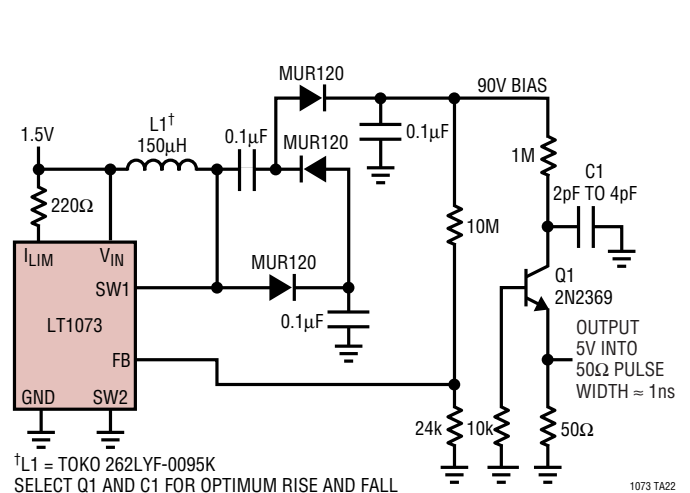 MUR120
90V BIAS
L1†
150µH
1.5V
0.1µF
MUR120
0.1µF
1M
C1
2pF TO 4pF
220Ω
10M
ILIM
VIN
SW1
MUR120
Q1
2N2369
LT1073
0.1µF
OUTPUT
5V INTO
50Ω PULSE
WIDTH ≈ 1ns
FB
GND
SW2
24k
10k
50Ω
†L1 = TOKO 262LYF-0095K
SELECT Q1 AND C1 FOR OPTIMUM RISE AND FALL
1073 TA22